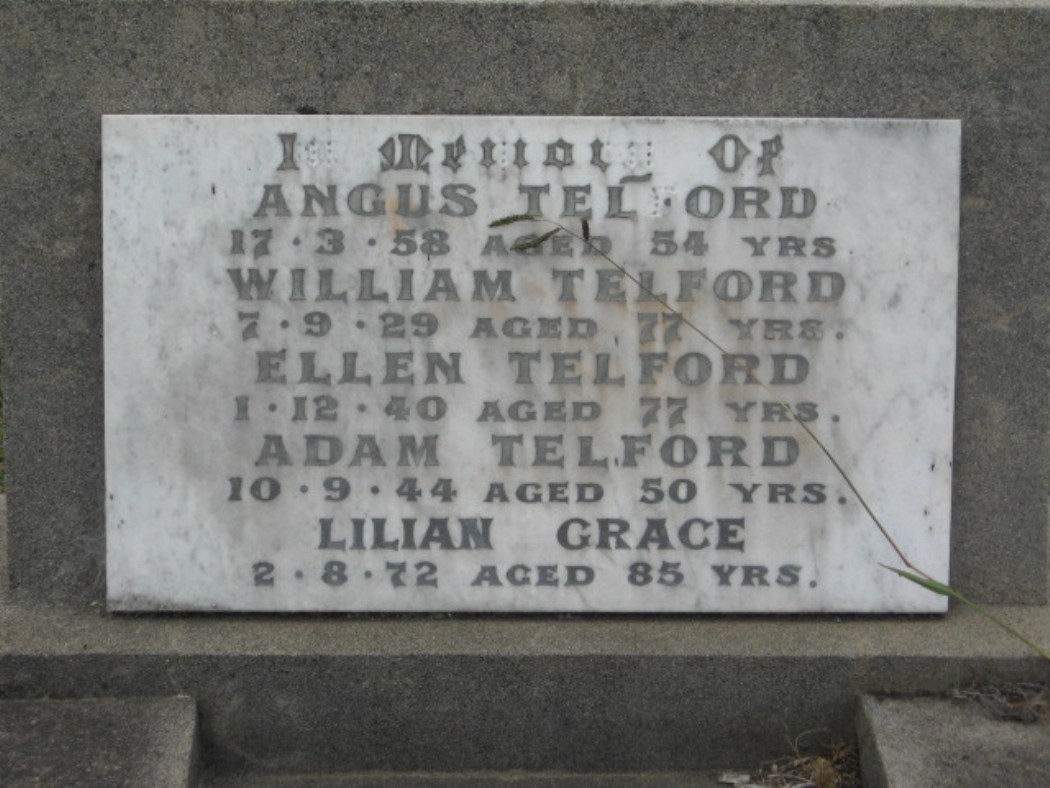 In Memory Of
ANGUS TELFORD
17 · 3 · 58 AGED 54 YRS
WILLIAM TELFORD
7 · 9 · 29 AGED 77 YRS.
ELLEN TELFORD
1 · 12 · 40 AGED 77 YRS.
ADAM TELFORD
10 · 9 · 44 AGED 50 YRS.
LILIAN GRACE
2 · 8 · 72 AGED 85 YRS.